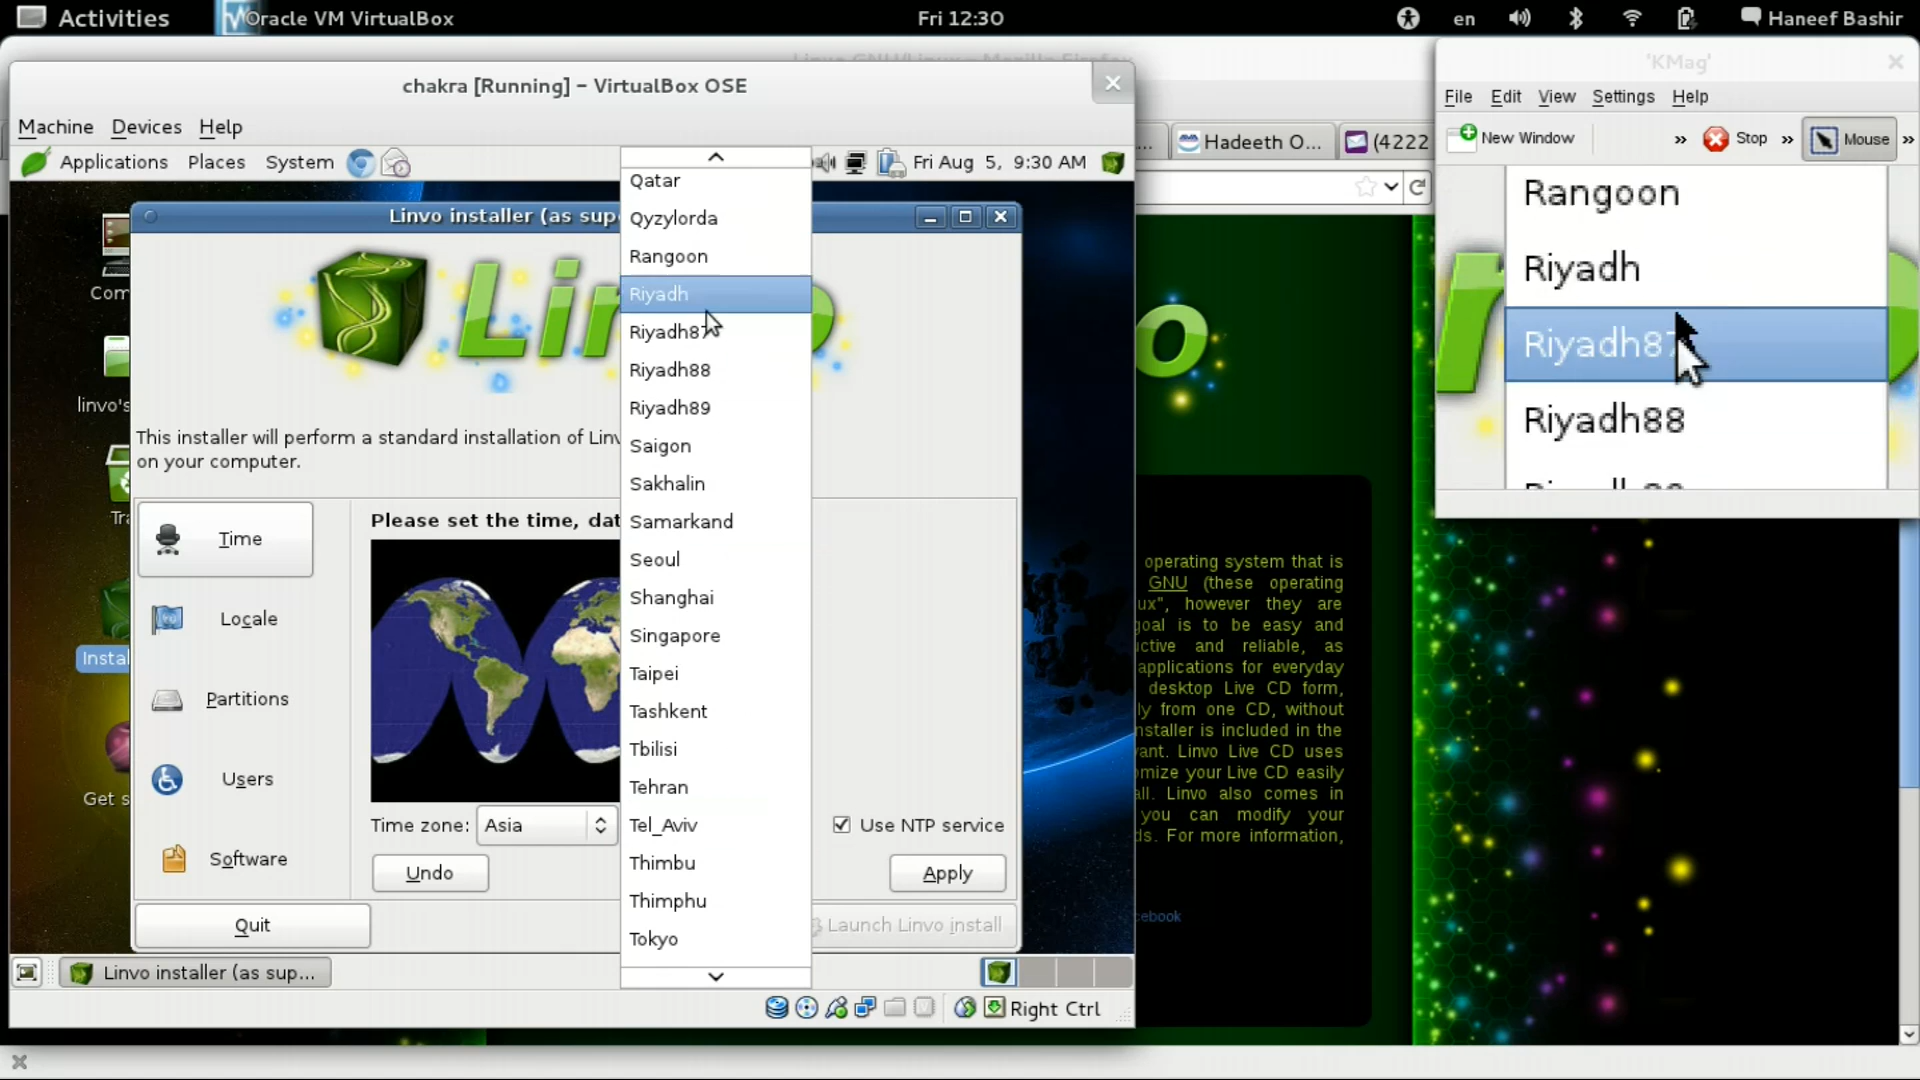 Activities
Oracle VM VirtualBox
Fri 12:30
en
Haneef Bashir
chakra [Running] – VirtualBox OSE
Machine Devices Help
Applications Places System
Fri Aug 5, 9:30 AM
Linvo installer (as sup
This installer will perform a standard installation of Linv
on your computer.
Time
Locale
Partitions
Users
Software
Please set the time, dat
Time zone: Asia
Use NTP service
Undo
Apply
Quit
Launch Linvo install
Linvo installer (as sup...
Right Ctrl
Qatar
Qyzylorda
Rangoon
Riyadh
Riyadh87
Riyadh88
Riyadh89
Saigon
Sakhalin
Samarkand
Seoul
Shanghai
Singapore
Taipei
Tashkent
Tbilisi
Tehran
Tel_Aviv
Thimbu
Thimphu
Tokyo
Com
linvo's
Tra
Instal
Get s
Hadeeth O...
(4222
'KMag'
File Edit View Settings Help
New Window
Stop
Mouse
Rangoon
Riyadh
Riyadh87
Riyadh88
operating system that is
GNU (these operating
ux", however they are
goal is to be easy and
uctive and reliable, as
applications for everyday
desktop Live CD form,
ly from one CD, without
nstaller is included in the
vant. Linvo Live CD uses
omize your Live CD easily
all. Linvo also comes in
you can modify your
ds. For more information,
cebook